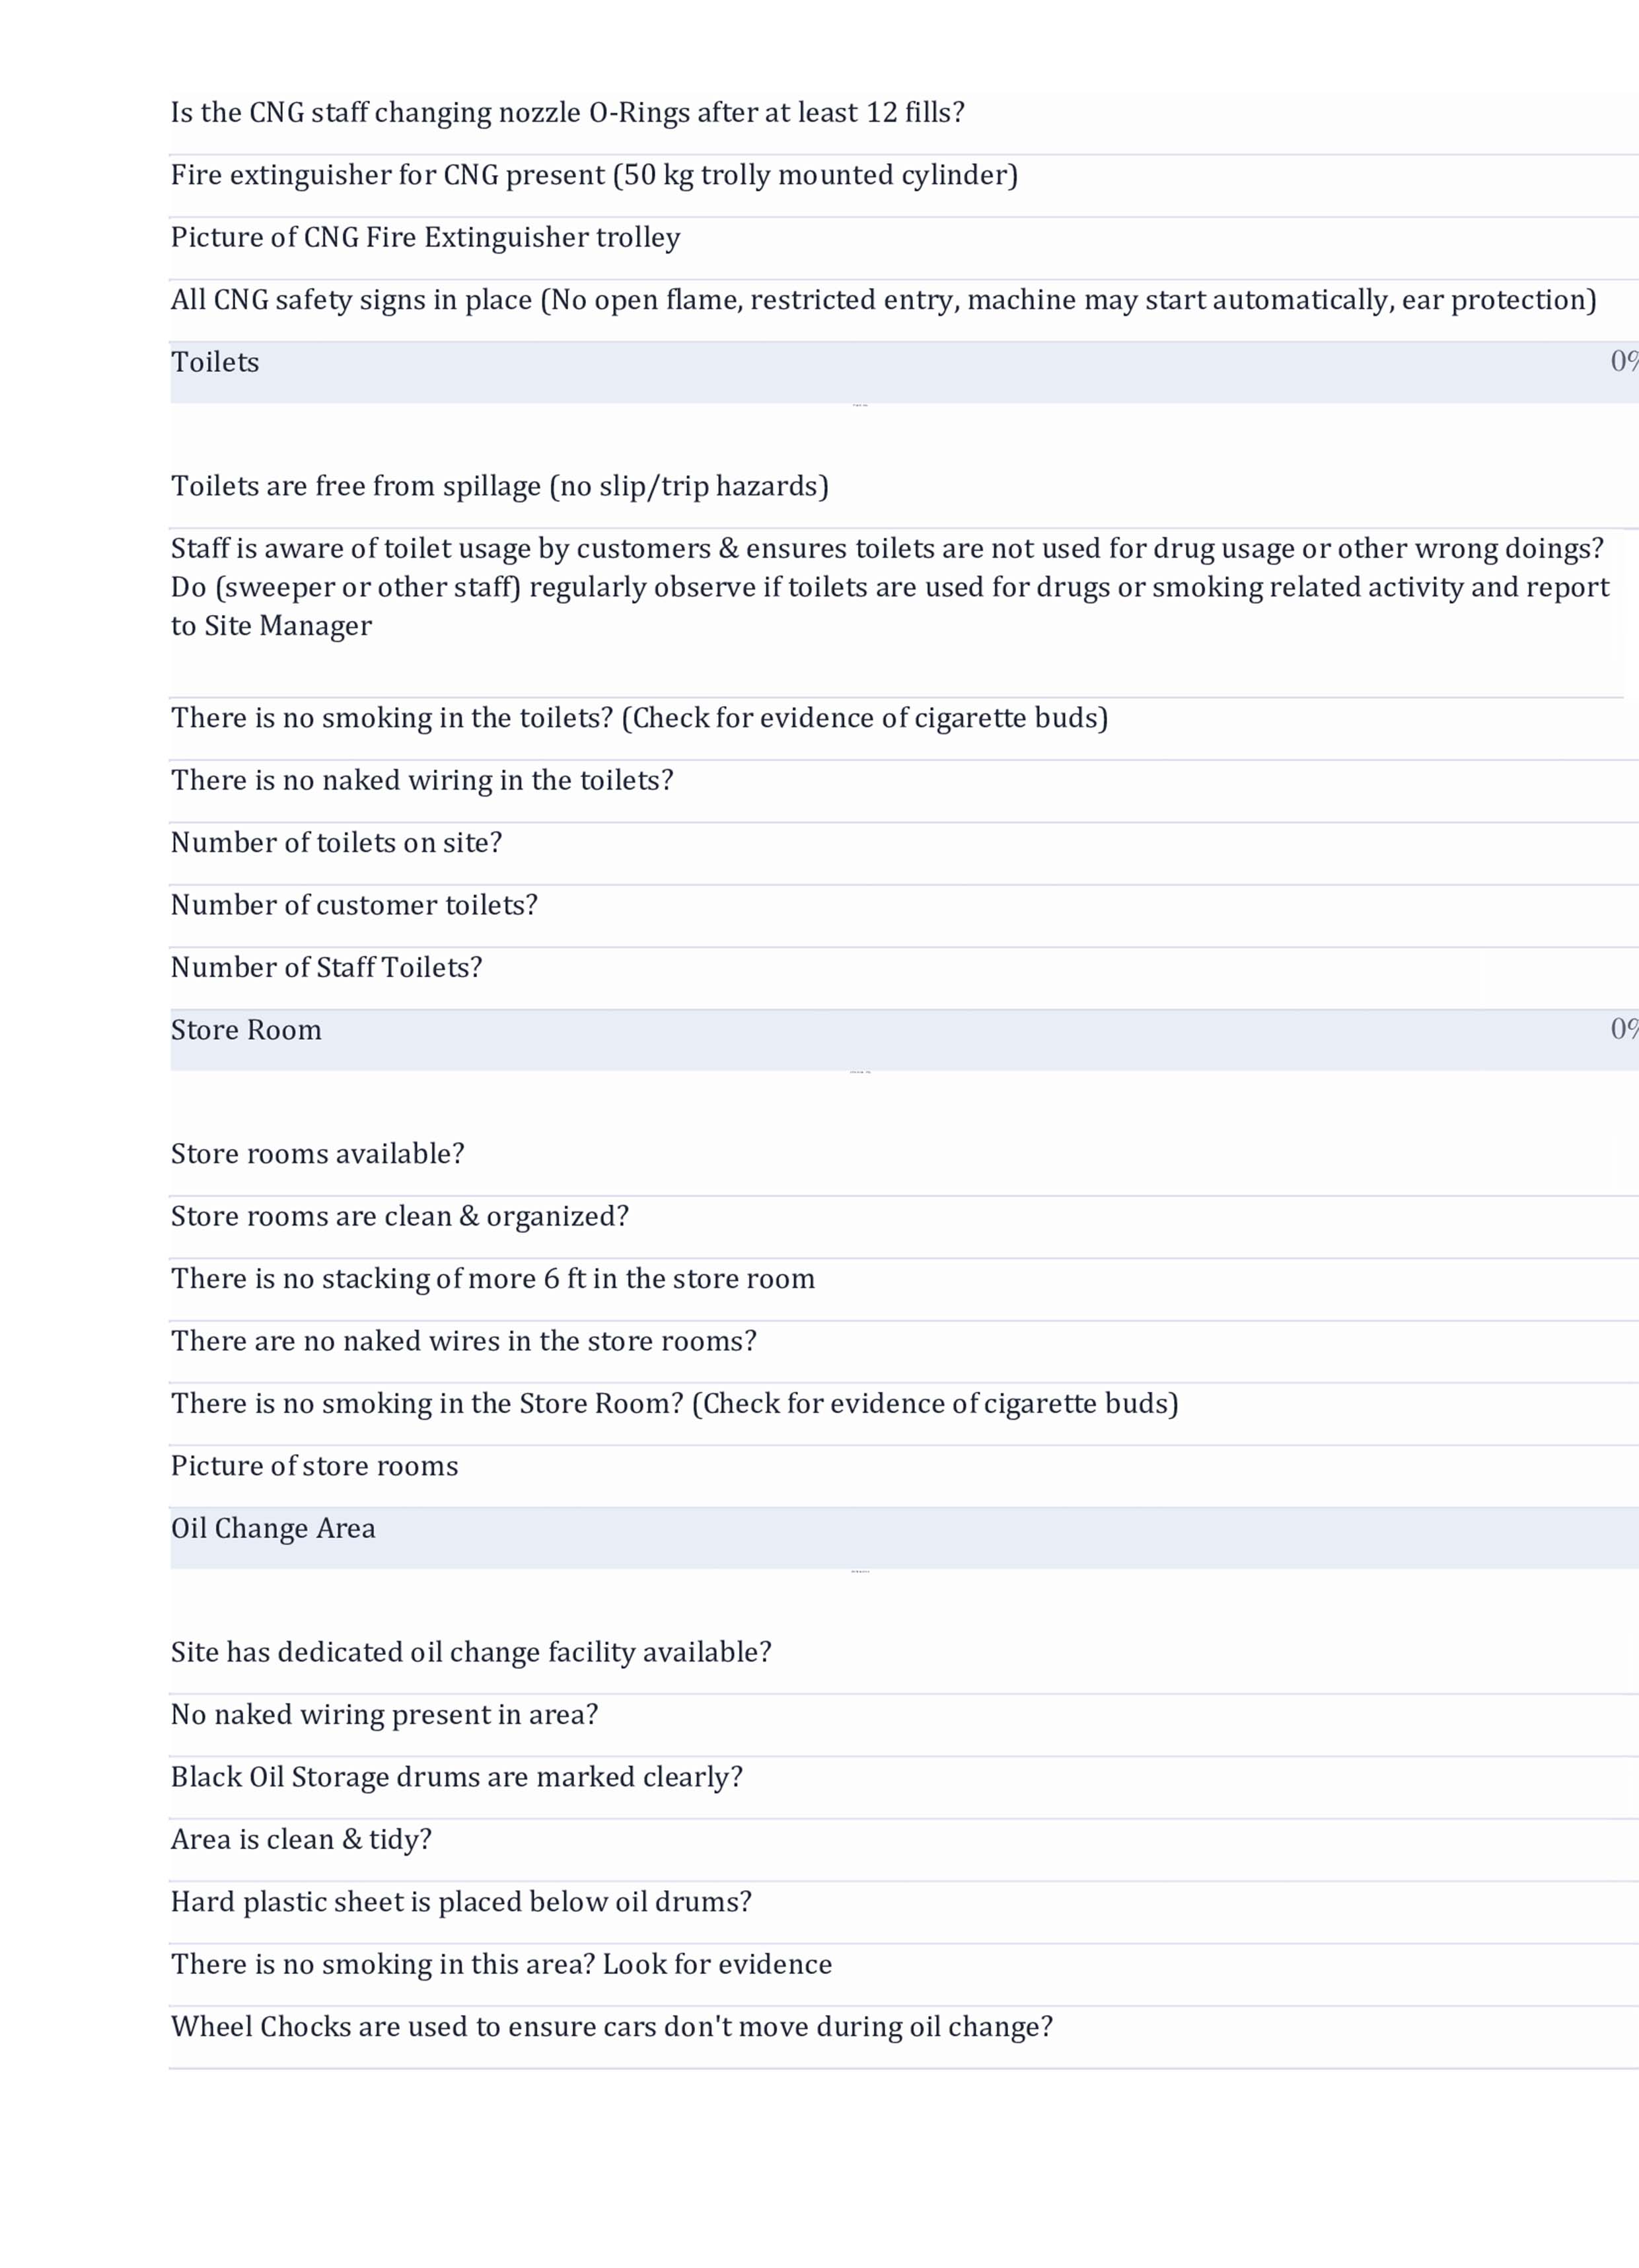 Is the CNG staff changing nozzle O-Rings after at least 12 fills?
Fire extinguisher for CNG present (50 kg trolly mounted cylinder)
Picture of CNG Fire Extinguisher trolley
All CNG safety signs in place (No open flame, restricted entry, machine may start automatically, ear protection)
Toilets 0%
Toilets are free from spillage (no slip/trip hazards)
Staff is aware of toilet usage by customers & ensures toilets are not used for drug usage or other wrong doings?
Do (sweeper or other staff) regularly observe if toilets are used for drugs or smoking related activity and report
to Site Manager
There is no smoking in the toilets? (Check for evidence of cigarette buds)
There is no naked wiring in the toilets?
Number of toilets on site?
Number of customer toilets?
Number of Staff Toilets?
Store Room 0%
Store rooms available?
Store rooms are clean & organized?
There is no stacking of more 6 ft in the store room
There are no naked wires in the store rooms?
There is no smoking in the Store Room? (Check for evidence of cigarette buds)
Picture of store rooms
Oil Change Area
Site has dedicated oil change facility available?
No naked wiring present in area?
Black Oil Storage drums are marked clearly?
Area is clean & tidy?
Hard plastic sheet is placed below oil drums?
There is no smoking in this area? Look for evidence
Wheel Chocks are used to ensure cars don't move during oil change?